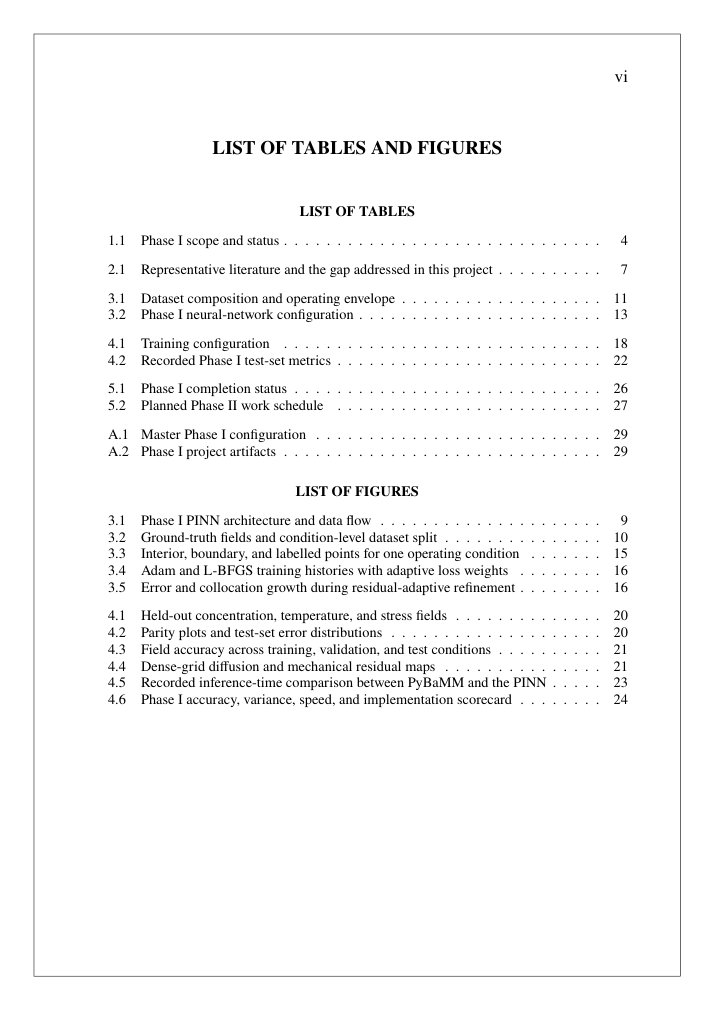 vi
LIST OF TABLES AND FIGURES
LIST OF TABLES
1.1 Phase I scope and status . . . . . . . . . . . . . . . . . . . . . . . . . . . . . . 4
2.1 Representative literature and the gap addressed in this project . . . . . . . . . . 7
3.1 Dataset composition and operating envelope . . . . . . . . . . . . . . . . . . . 11
3.2 Phase I neural-network configuration . . . . . . . . . . . . . . . . . . . . . . . 13
4.1 Training configuration . . . . . . . . . . . . . . . . . . . . . . . . . . . . . . 18
4.2 Recorded Phase I test-set metrics . . . . . . . . . . . . . . . . . . . . . . . . . 22
5.1 Phase I completion status . . . . . . . . . . . . . . . . . . . . . . . . . . . . . 26
5.2 Planned Phase II work schedule . . . . . . . . . . . . . . . . . . . . . . . . . 27
A.1 Master Phase I configuration . . . . . . . . . . . . . . . . . . . . . . . . . . . 29
A.2 Phase I project artifacts . . . . . . . . . . . . . . . . . . . . . . . . . . . . . . 29
LIST OF FIGURES
3.1 Phase I PINN architecture and data flow . . . . . . . . . . . . . . . . . . . . . 9
3.2 Ground-truth fields and condition-level dataset split . . . . . . . . . . . . . . . 10
3.3 Interior, boundary, and labelled points for one operating condition . . . . . . . 15
3.4 Adam and L-BFGS training histories with adaptive loss weights . . . . . . . . 16
3.5 Error and collocation growth during residual-adaptive refinement . . . . . . . . 16
4.1 Held-out concentration, temperature, and stress fields . . . . . . . . . . . . . . 20
4.2 Parity plots and test-set error distributions . . . . . . . . . . . . . . . . . . . . 20
4.3 Field accuracy across training, validation, and test conditions . . . . . . . . . . 21
4.4 Dense-grid diffusion and mechanical residual maps . . . . . . . . . . . . . . . 21
4.5 Recorded inference-time comparison between PyBaMM and the PINN . . . . . 23
4.6 Phase I accuracy, variance, speed, and implementation scorecard . . . . . . . . 24